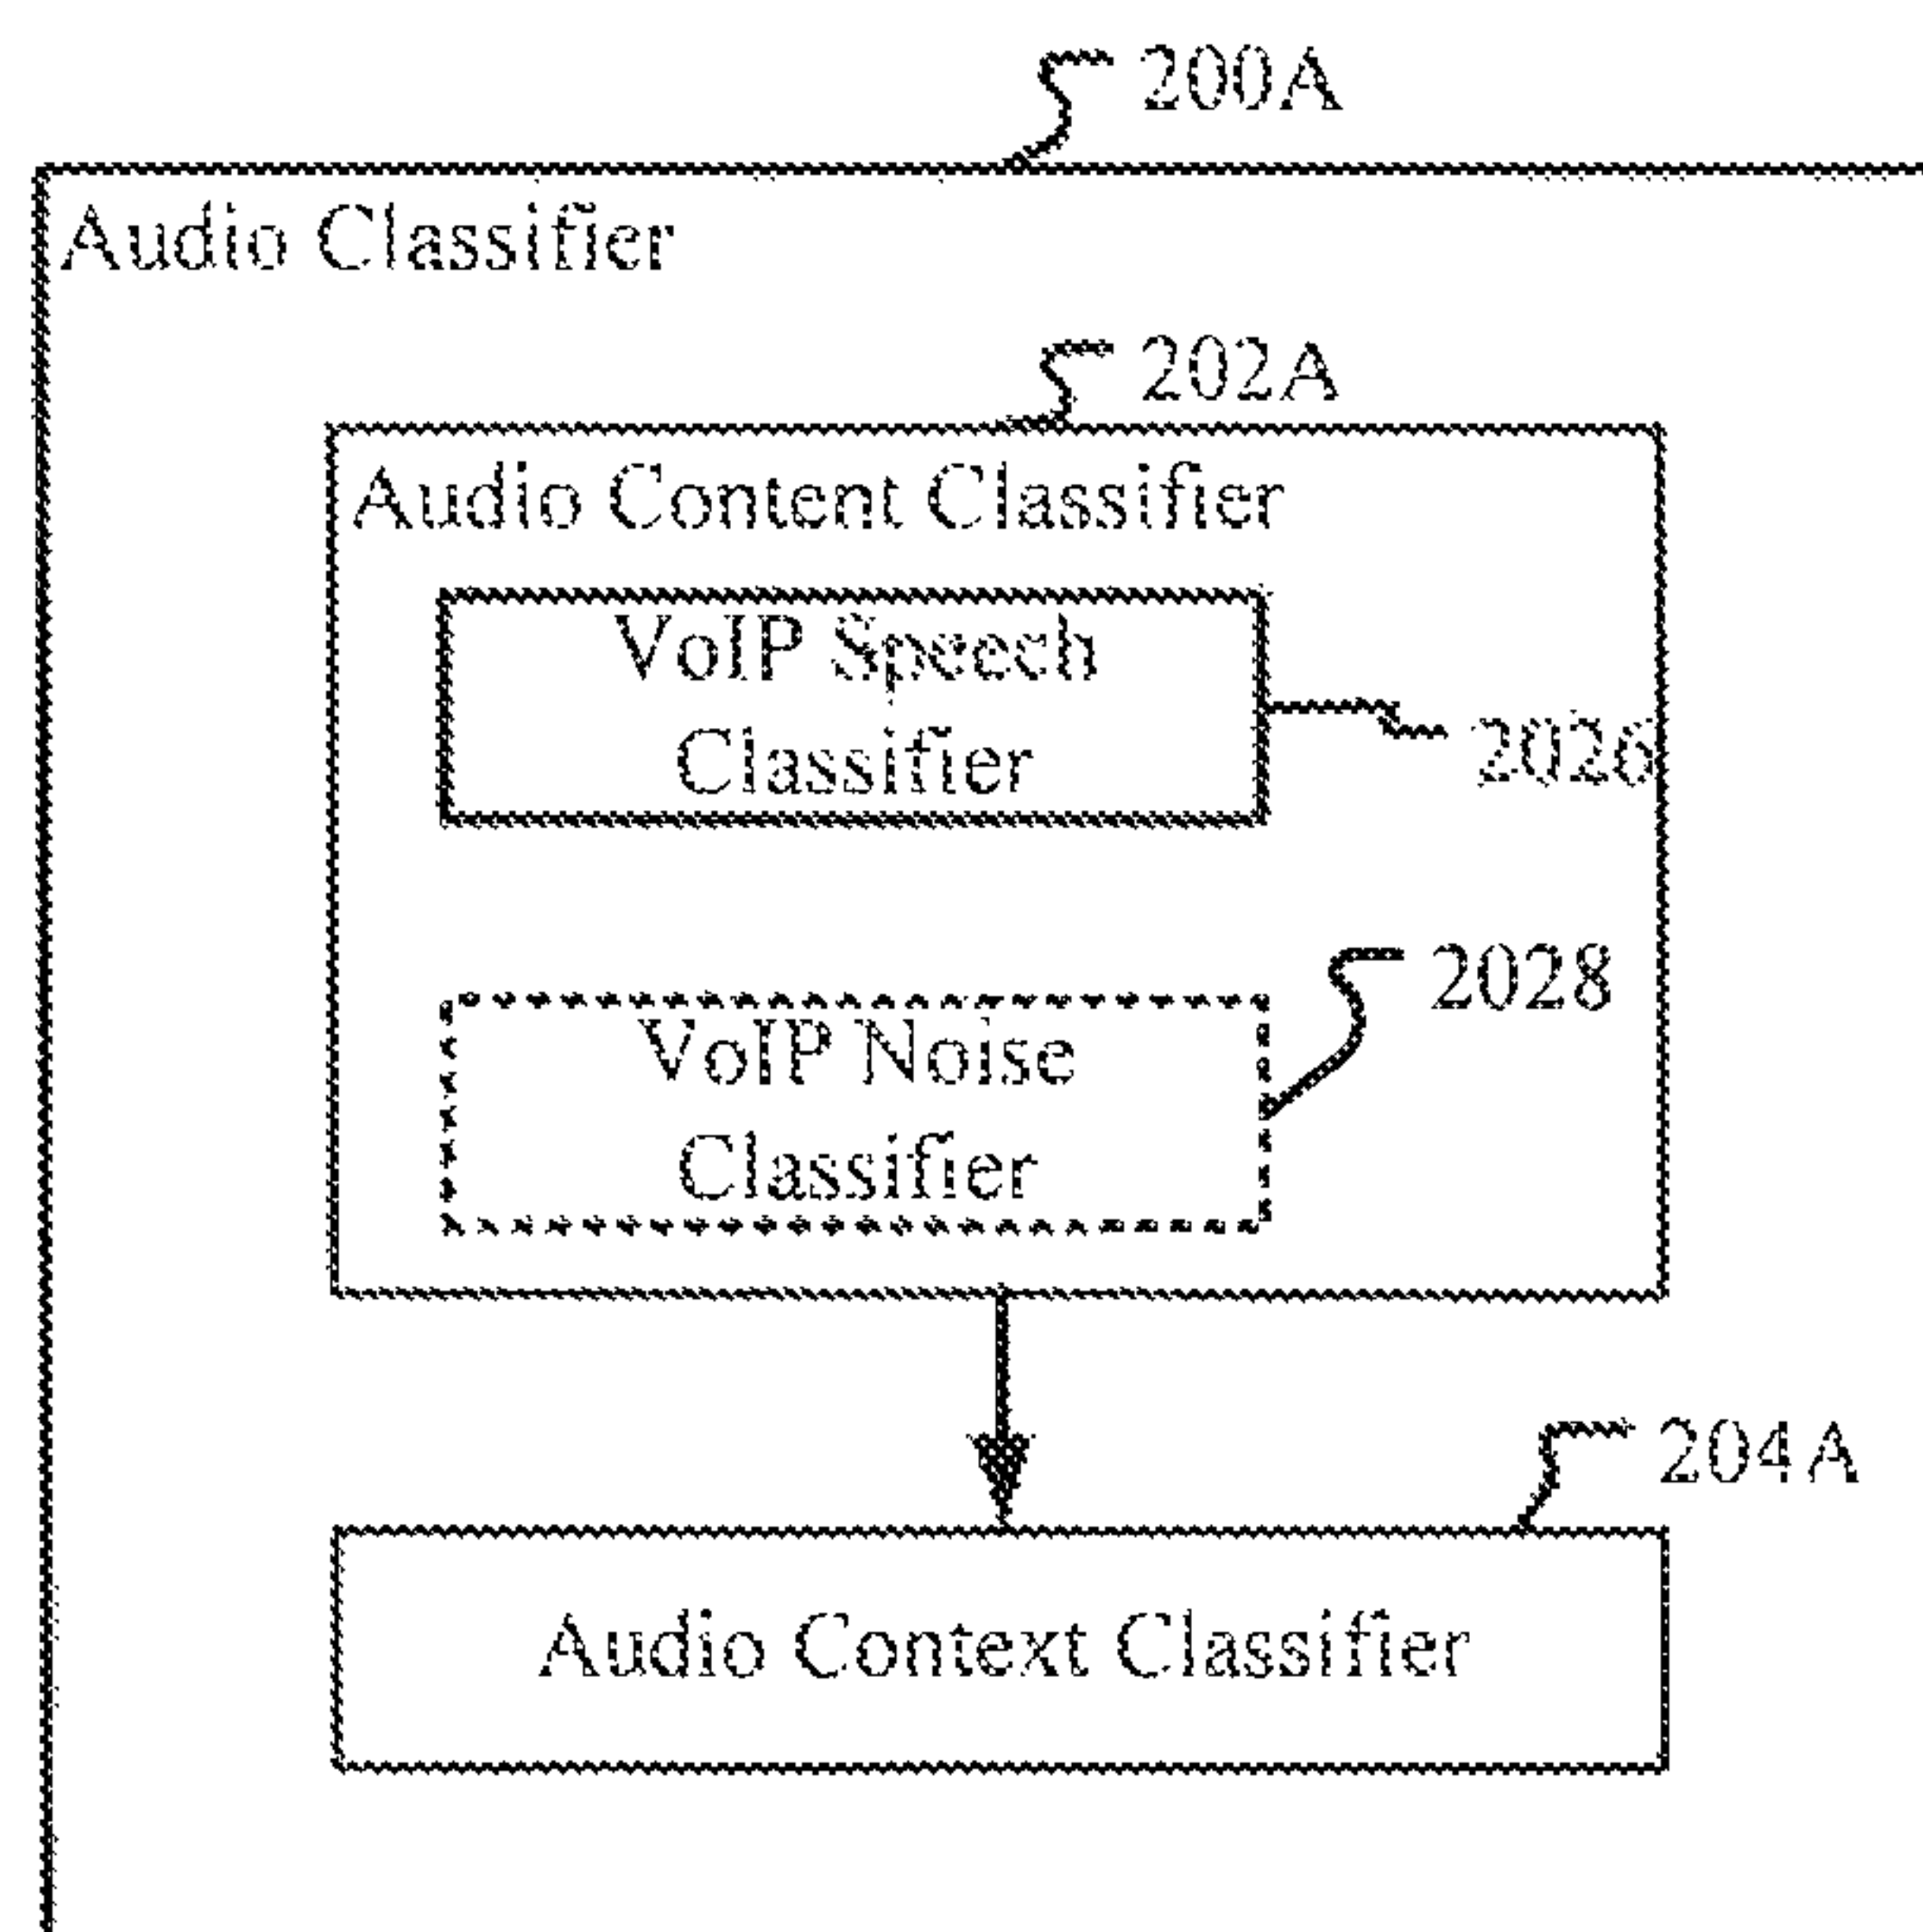 200A
Audio Classifier
202A
Audio Content Classifier
VoIP Speech
Classifier
2026
2028
VoIP Noise
Classifier
204A
Audio Context Classifier